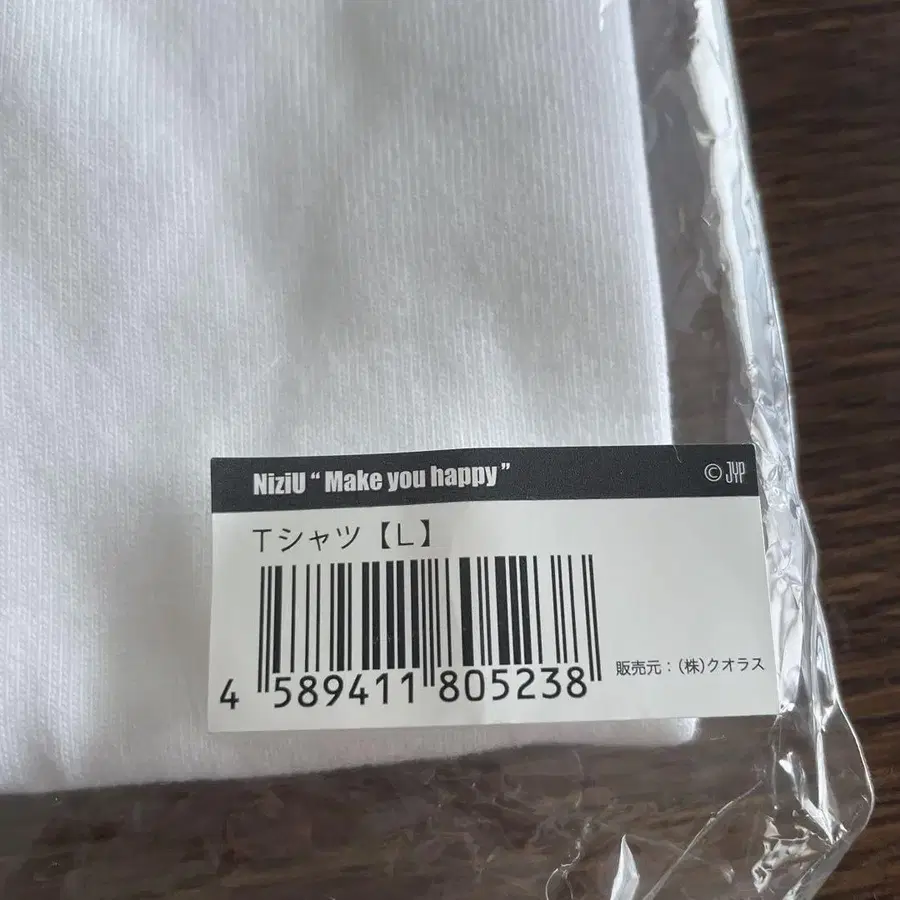 NiziU “ Make you happy ”
© JYP
Tシャツ【L】
4 589411 805238
販売元：(株)クオラス